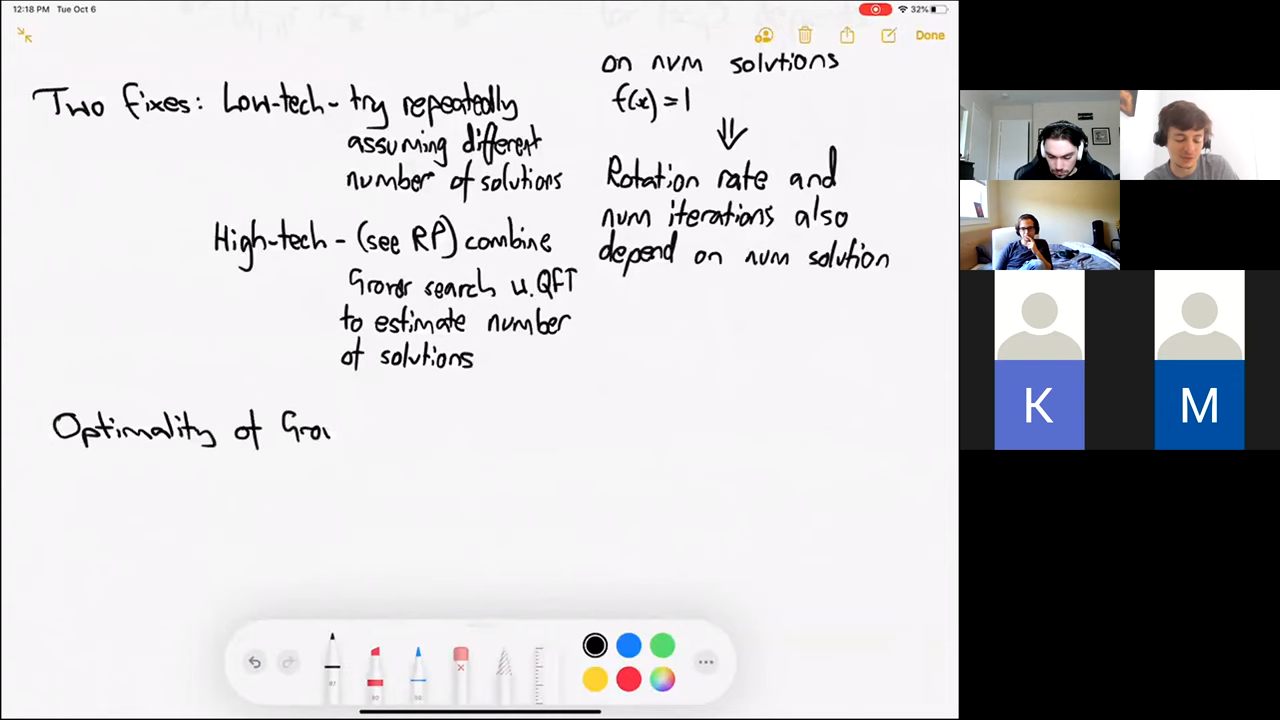 12:18 PM Tue Oct 6
32%
Done
on num solutions
f(x) = 1
⇓
Rotation rate and
num iterations also
depend on num solution
Two fixes: Low-tech - try repeatedly
assuming different
number of solutions
High-tech - (see RP) combine
Grover search w. QFT
to estimate number
of solutions
Optimality of Grov
K
M